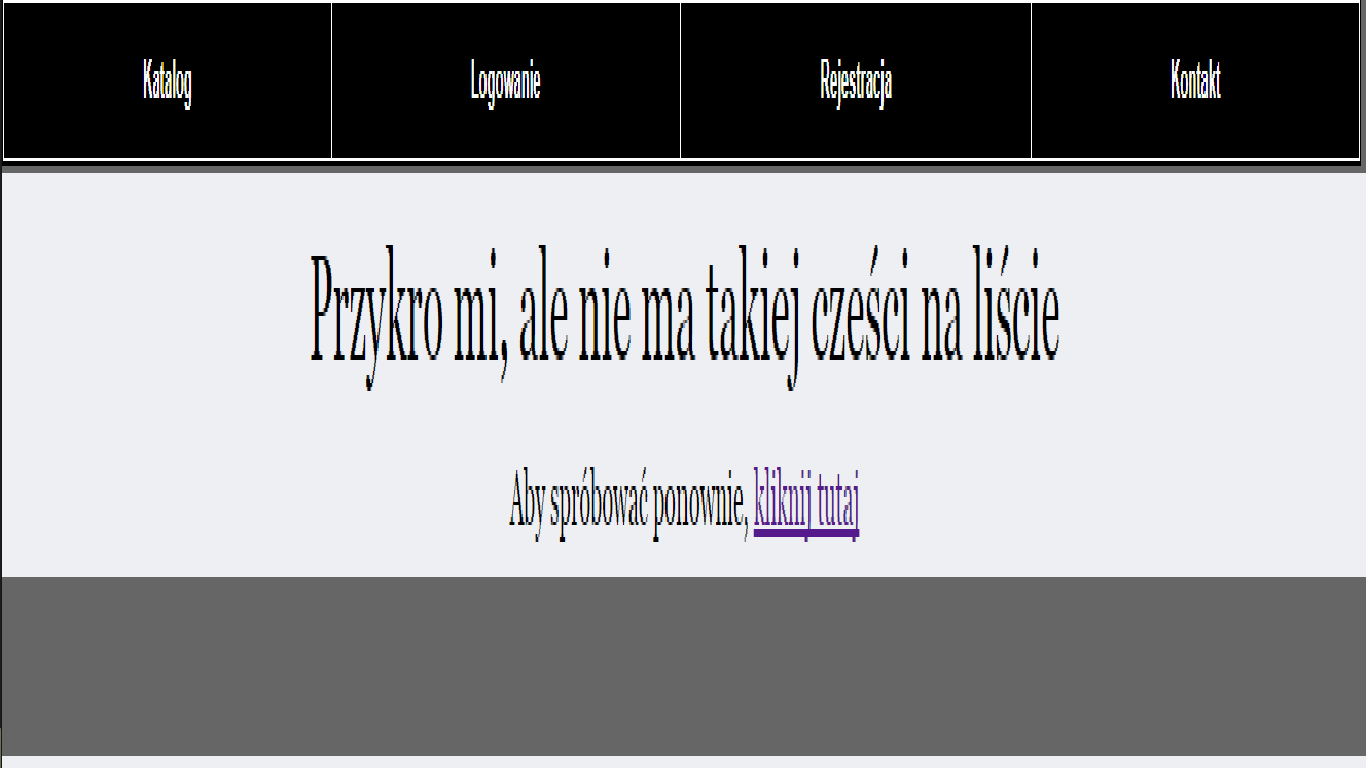 Katalog Logowanie Rejestracja Kontakt
Przykro mi, ale nie ma takiej cześci na liście
Aby spróbować ponownie, kliknij tutaj